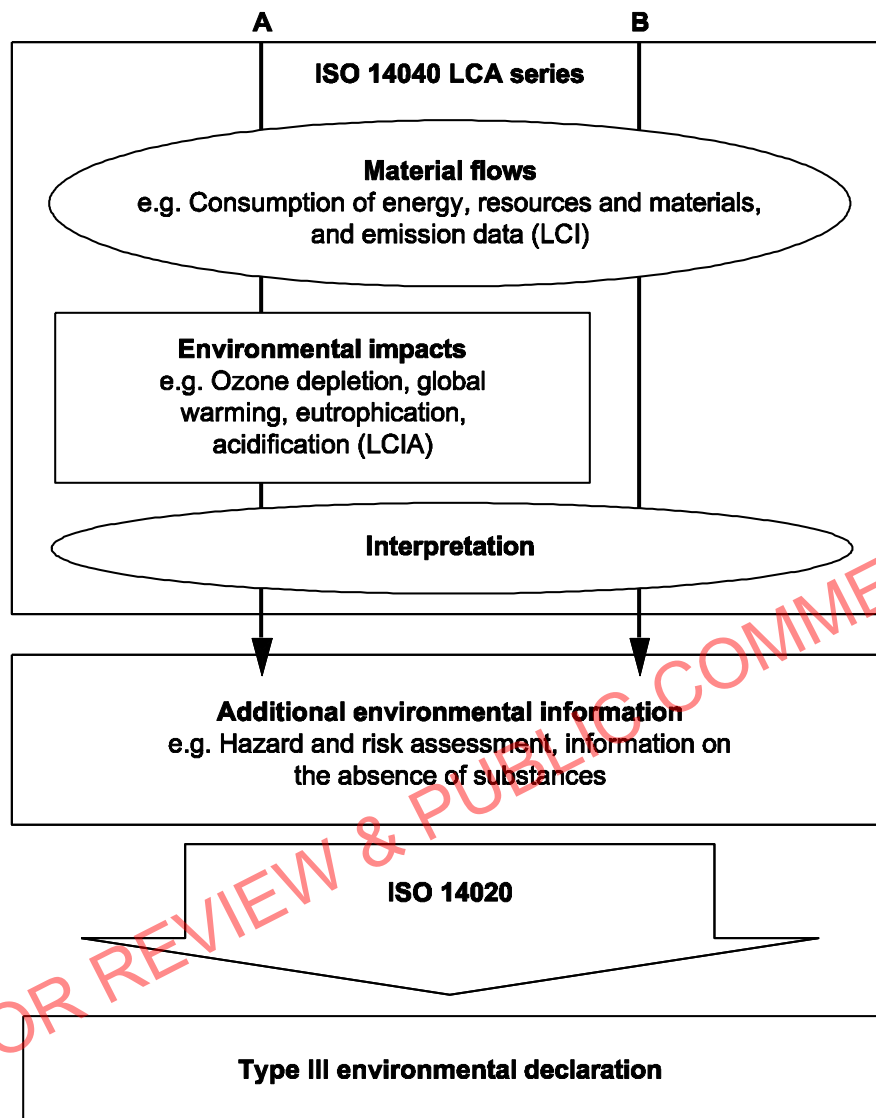 A B
ISO 14040 LCA series
Material flows
e.g. Consumption of energy, resources and materials,
and emission data (LCI)
Environmental impacts
e.g. Ozone depletion, global
warming, eutrophication,
acidification (LCIA)
Interpretation
Additional environmental information
e.g. Hazard and risk assessment, information on
the absence of substances
ISO 14020
Type III environmental declaration
OR REVIEW & PUBLIC COMME